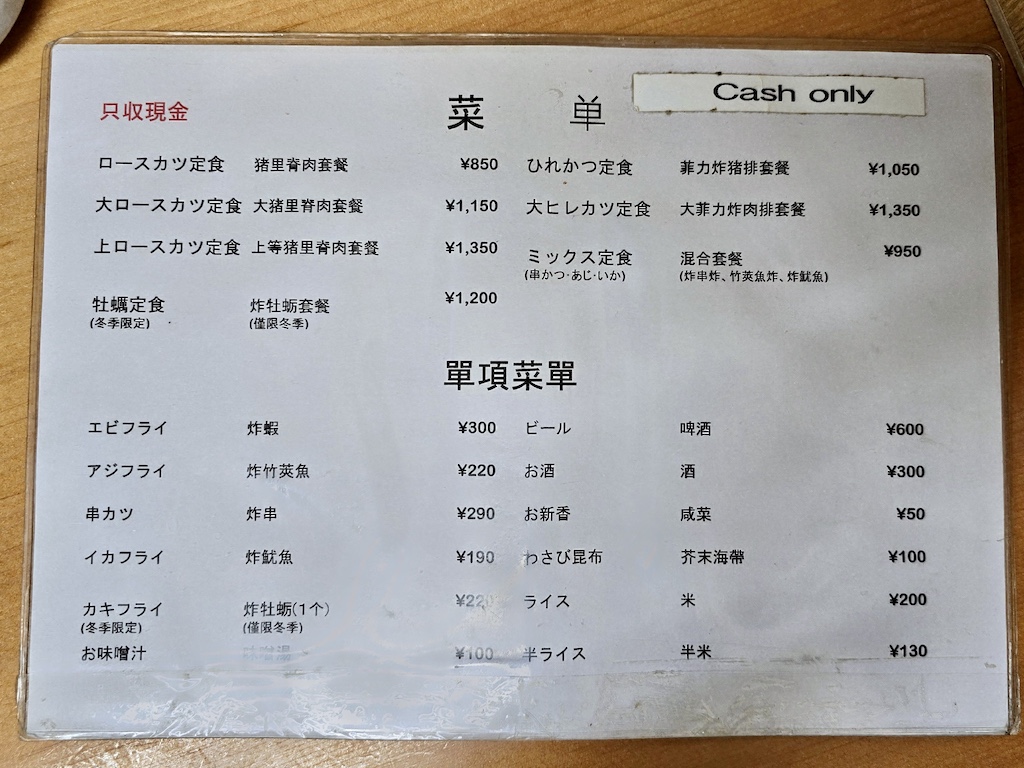 只収現金 菜 单 Cash only
ロースカツ定食 猪里脊肉套餐 ¥850 ひれかつ定食 菲力炸猪排套餐 ¥1,050
大ロースカツ定食 大猪里脊肉套餐 ¥1,150 大ヒレカツ定食 大菲力炸肉排套餐 ¥1,350
上ロースカツ定食 上等猪里脊肉套餐 ¥1,350 ミックス定食 混合套餐 ¥950
(串かつ·あじ·いか) (炸串炸、竹莢魚炸、炸魷魚)
牡蠣定食 炸牡蛎套餐 ¥1,200
(冬季限定) (僅限冬季)
單項菜單
エビフライ 炸蝦 ¥300 ビール 啤酒 ¥600
アジフライ 炸竹莢魚 ¥220 お酒 酒 ¥300
串カツ 炸串 ¥290 お新香 咸菜 ¥50
イカフライ 炸魷魚 ¥190 わさび昆布 芥末海帶 ¥100
カキフライ 炸牡蛎(1个) ¥220 ライス 米 ¥200
(冬季限定) (僅限冬季)
お味噌汁 味噌湯 ¥100 半ライス 半米 ¥130